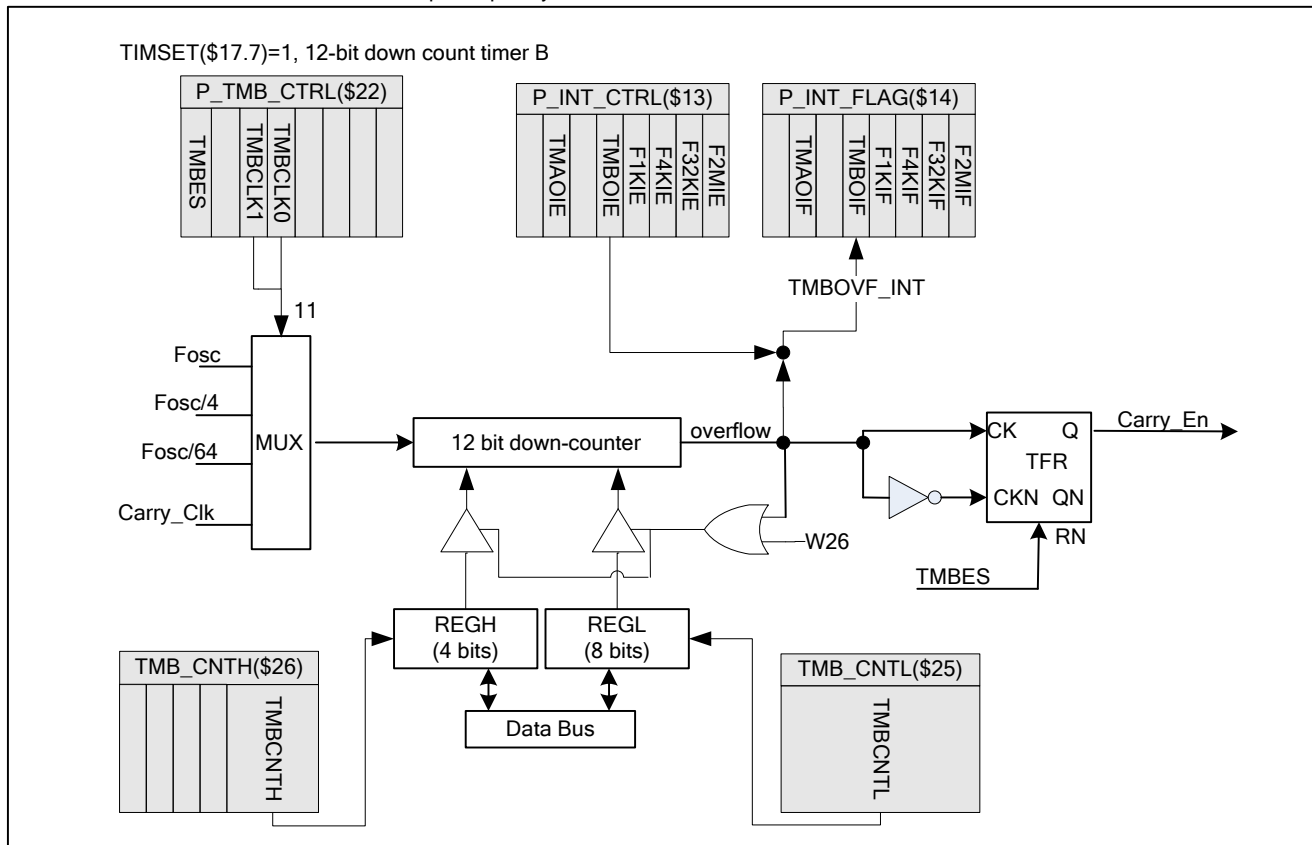 TIMSET($17.7)=1, 12-bit down count timer B
P_TMB_CTRL($22)
TMBES
TMBCLK1
TMBCLK0
P_INT_CTRL($13)
TMAOIE
TMBOIE
F1KIE
F4KIE
F32KIE
F2MIE
P_INT_FLAG($14)
TMAOIF
TMBOIF
F1KIF
F4KIF
F32KIF
F2MIF
TMBOVF_INT
11
Fosc
Fosc/4
Fosc/64
Carry_Clk
MUX
12 bit down-counter
overflow
CK Q
TFR
CKN QN
RN
Carry_En
W26
TMBES
REGH
(4 bits)
REGL
(8 bits)
TMB_CNTH($26)
TMBCNTH
Data Bus
TMB_CNTL($25)
TMBCNTL